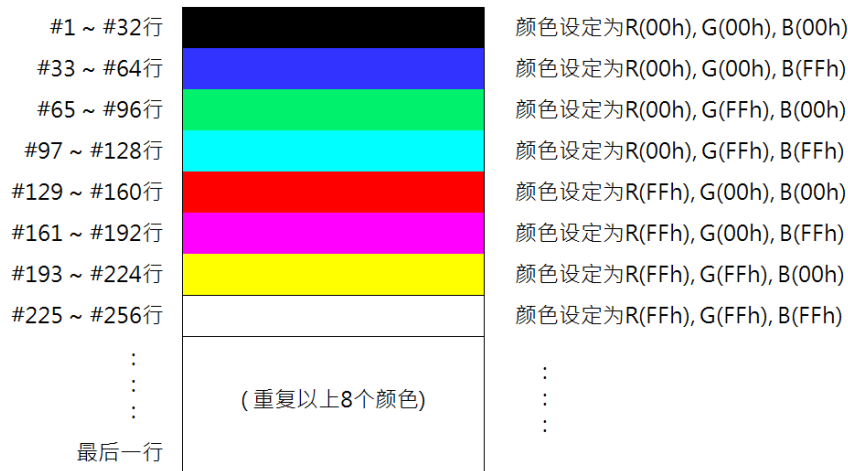 #1 ~ #32行 颜色设定为R(00h), G(00h), B(00h)
#33 ~ #64行 颜色设定为R(00h), G(00h), B(FFh)
#65 ~ #96行 颜色设定为R(00h), G(FFh), B(00h)
#97 ~ #128行 颜色设定为R(00h), G(FFh), B(FFh)
#129 ~ #160行 颜色设定为R(FFh), G(00h), B(00h)
#161 ~ #192行 颜色设定为R(FFh), G(00h), B(FFh)
#193 ~ #224行 颜色设定为R(FFh), G(FFh), B(00h)
#225 ~ #256行 颜色设定为R(FFh), G(FFh), B(FFh)
( 重复以上8个颜色)
最后一行